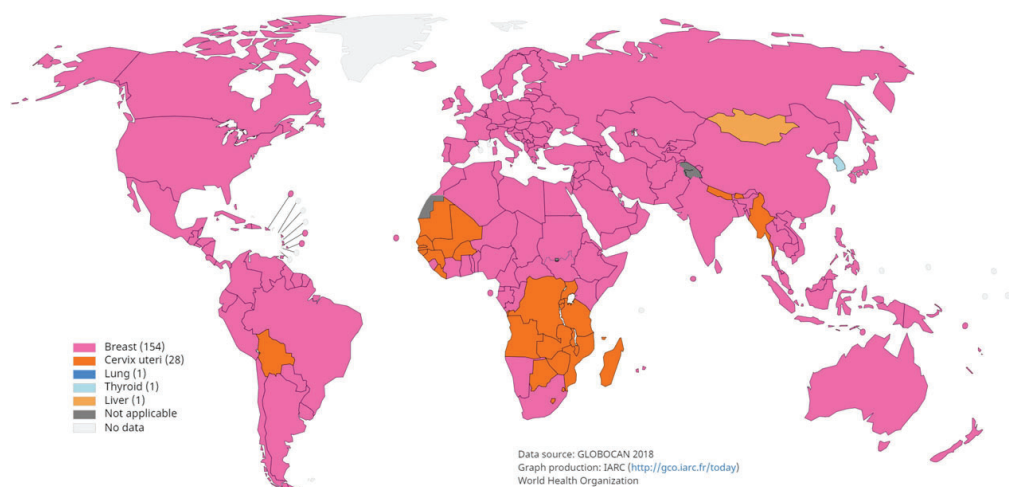 Breast (154)
Cervix uteri (28)
Lung (1)
Thyroid (1)
Liver (1)
Not applicable
No data
Data source: GLOBOCAN 2018
Graph production: IARC (http://gco.iarc.fr/today)
World Health Organization